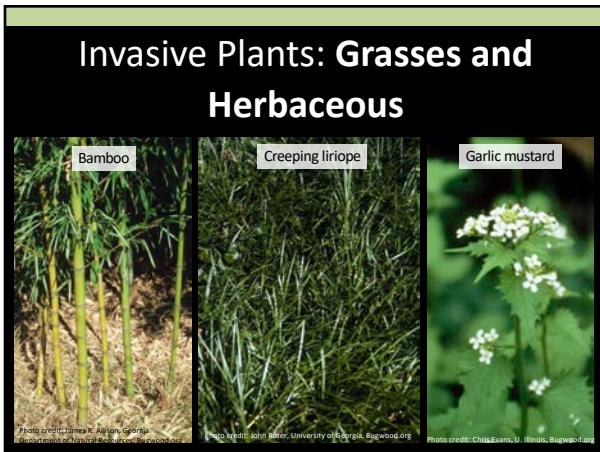 Invasive Plants: Grasses and
Herbaceous
Bamboo
Creeping liriope
Garlic mustard
Photo credit: James R. Allison, Georgia
Department of Natural Resources, Bugwood.org
Photo credit: John Ruter, University of Georgia, Bugwood.org
Photo credit: Chris Evans, U. Illinois, Bugwood.org